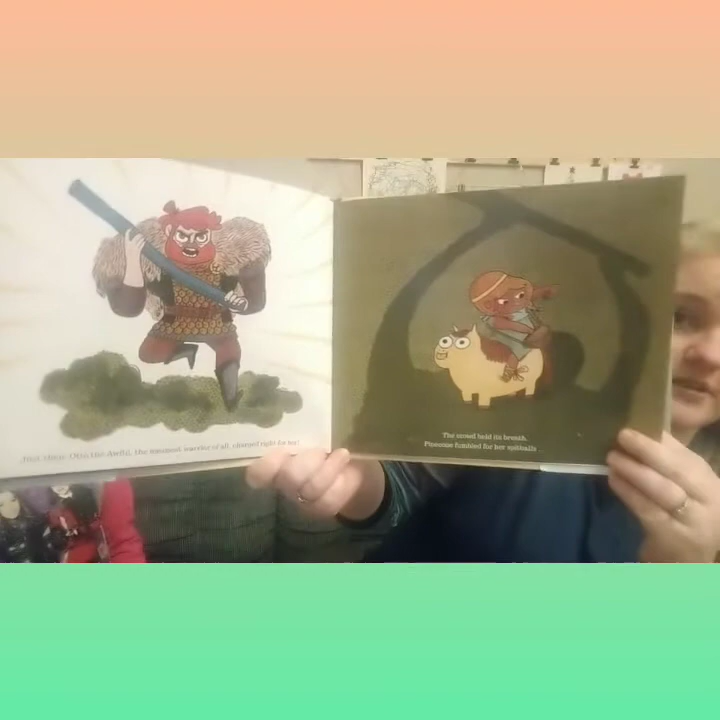 Just then, Otto the Awful, the meanest warrior of all, charged right for her!
The crowd held its breath.
Pinecone fumbled for her spitballs